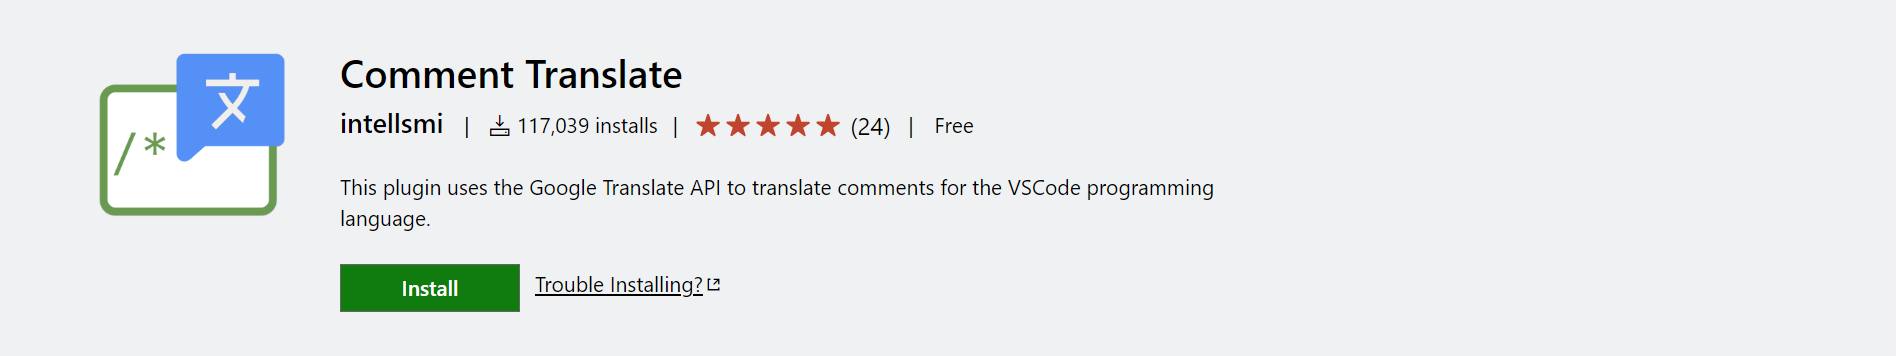 /*
文
Comment Translate
intellsmi | 117,039 installs | (24) | Free
This plugin uses the Google Translate API to translate comments for the VSCode programming
language.
Install Trouble Installing?